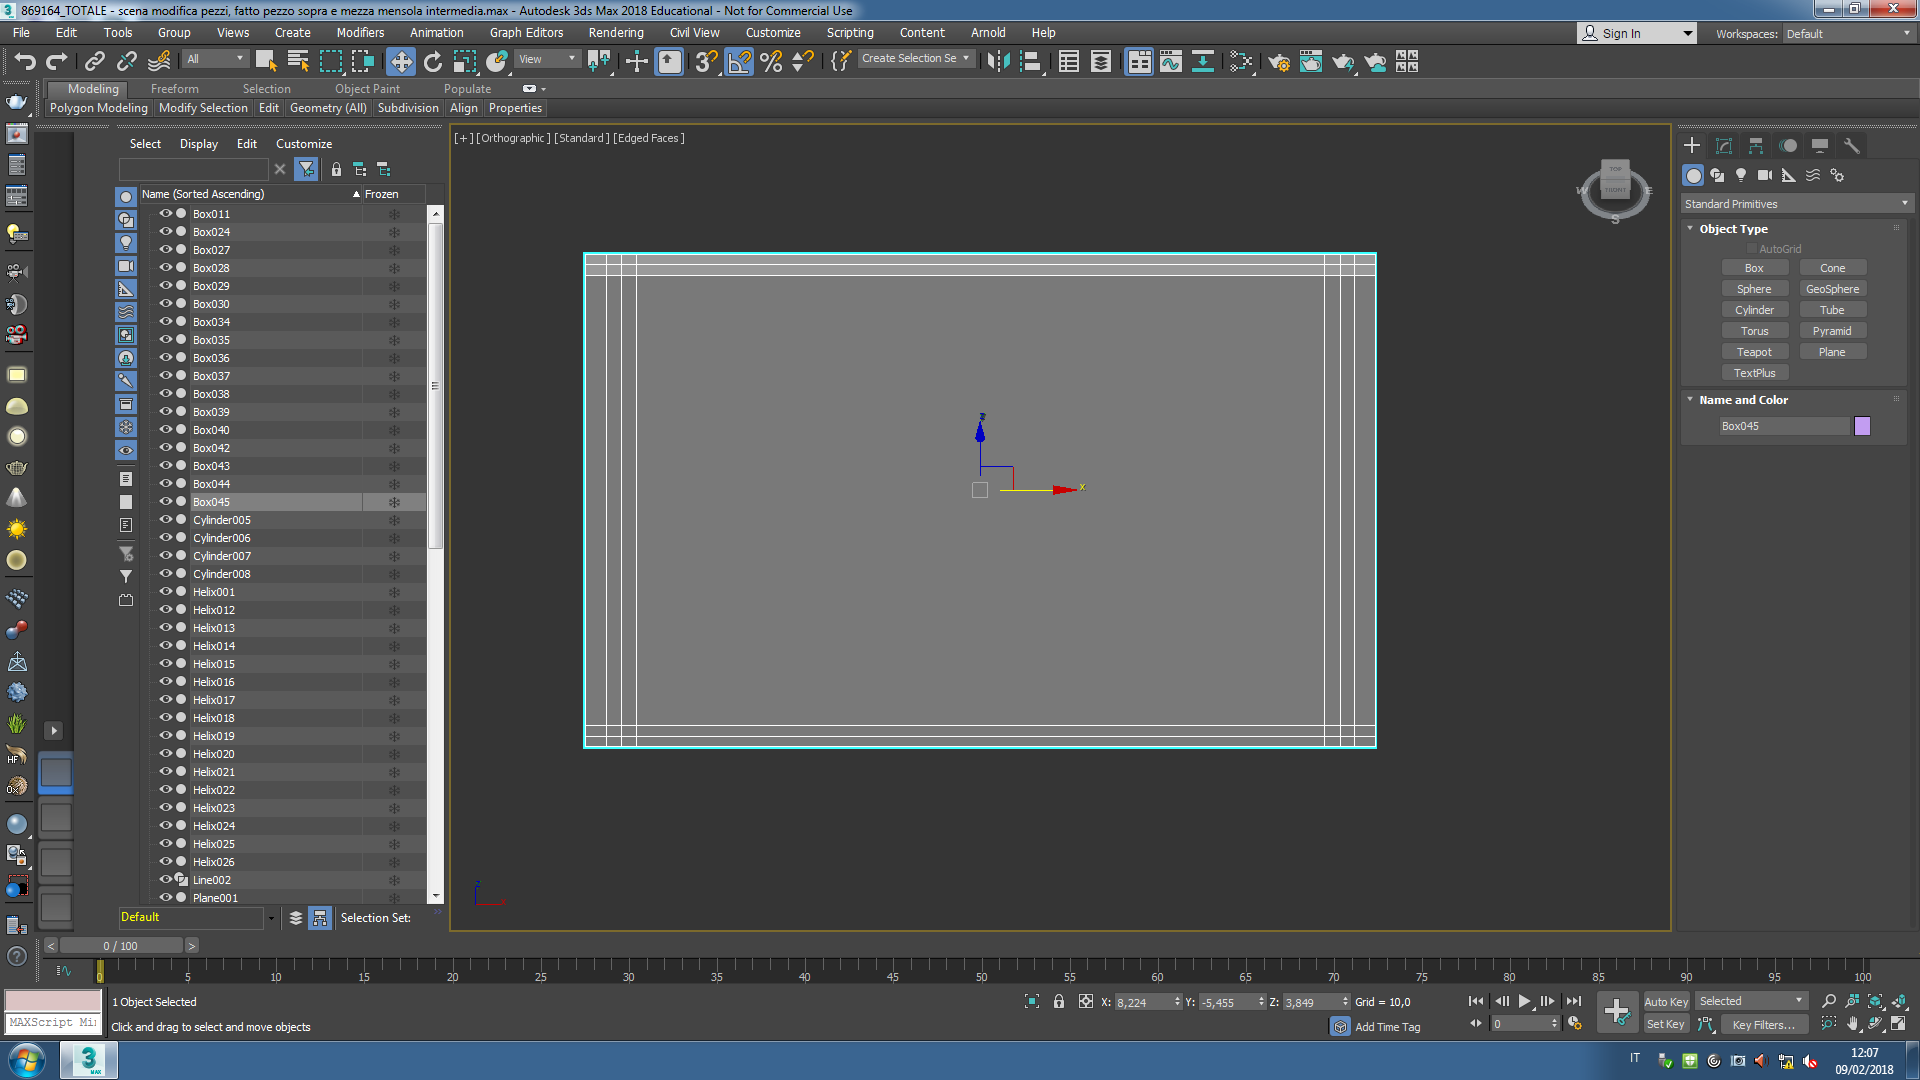 869164_TOTALE - scena modifica pezzi, fatto pezzo sopra e mezza mensola intermedia.max - Autodesk 3ds Max 2018 Educational - Not for Commercial Use
File Edit Tools Group Views Create Modifiers Animation Graph Editors Rendering Civil View Customize Scripting Content Arnold Help
Sign In Workspaces: Default
All View Create Selection Se
Modeling Freeform Selection Object Paint Populate
Polygon Modeling Modify Selection Edit Geometry (All) Subdivision Align Properties
Select Display Edit Customize
Name (Sorted Ascending) Frozen
Box011
Box024
Box027
Box028
Box029
Box030
Box034
Box035
Box036
Box037
Box038
Box039
Box040
Box042
Box043
Box044
Box045
Cylinder005
Cylinder006
Cylinder007
Cylinder008
Helix001
Helix012
Helix013
Helix014
Helix015
Helix016
Helix017
Helix018
Helix019
Helix020
Helix021
Helix022
Helix023
Helix024
Helix025
Helix026
Line002
Plane001
Default Selection Set:
[+] [Orthographic ] [Standard ] [Edged Faces ]
TOP
FRONT
W E
S
z
x
z
Standard Primitives
Object Type
AutoGrid
Box Cone
Sphere GeoSphere
Cylinder Tube
Torus Pyramid
Teapot Plane
TextPlus
Name and Color
Box045
< 0 / 100 >
0 5 10 15 20 25 30 35 40 45 50 55 60 65 70 75 80 85 90 95 100
1 Object Selected
X: 8,224 Y: -5,455 Z: 3,849 Grid = 10,0
Auto Key Selected
MAXScript Mi
Click and drag to select and move objects
Add Time Tag
0
Set Key Key Filters...
3
MAX
IT
12:07
09/02/2018